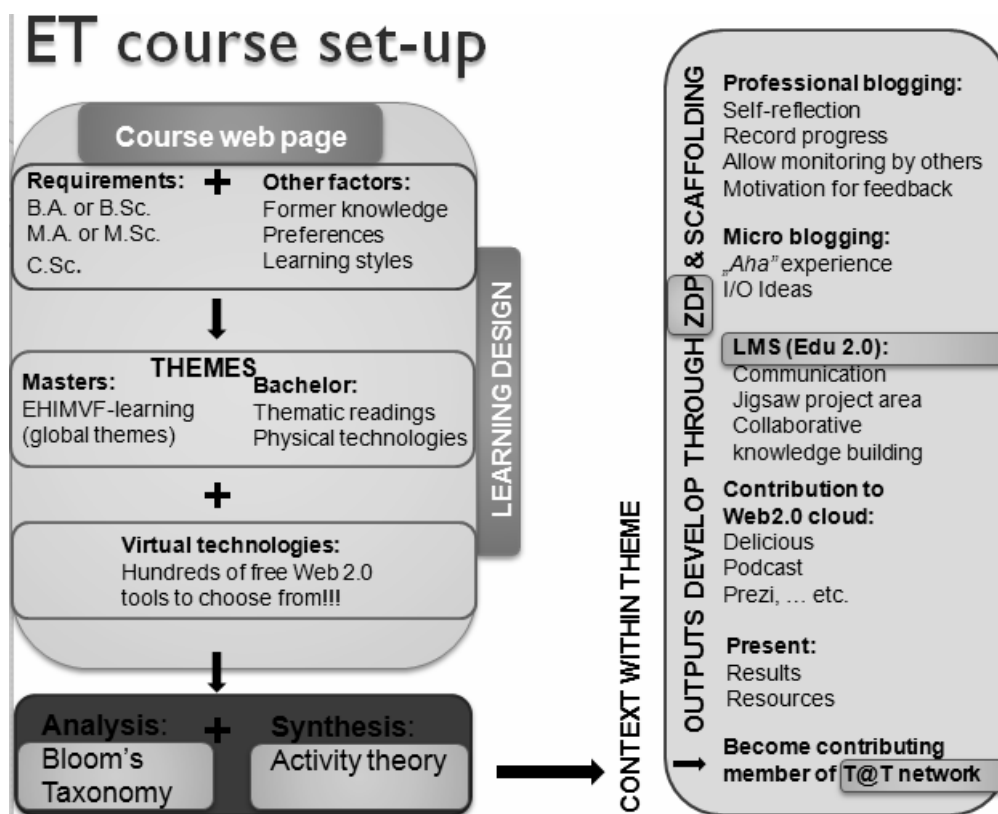 ET course set-up
Course web page
Requirements:
B.A. or B.Sc.
M.A. or M.Sc.
C.Sc.
+
Other factors:
Former knowledge
Preferences
Learning styles
THEMES
Masters:
EHIMVF-learning
(global themes)
Bachelor:
Thematic readings
Physical technologies
+
Virtual technologies:
Hundreds of free Web 2.0
tools to choose from!!!
LEARNING DESIGN
Analysis:
Bloom's
Taxonomy
+
Synthesis:
Activity theory
CONTEXT WITHIN THEME
OUTPUTS DEVELOP THROUGH ZDP & SCAFFOLDING
Professional blogging:
Self-reflection
Record progress
Allow monitoring by others
Motivation for feedback
Micro blogging:
„Aha" experience
I/O Ideas
LMS (Edu 2.0):
Communication
Jigsaw project area
Collaborative
knowledge building
Contribution to
Web2.0 cloud:
Delicious
Podcast
Prezi, … etc.
Present:
Results
Resources
Become contributing
member of T@T network